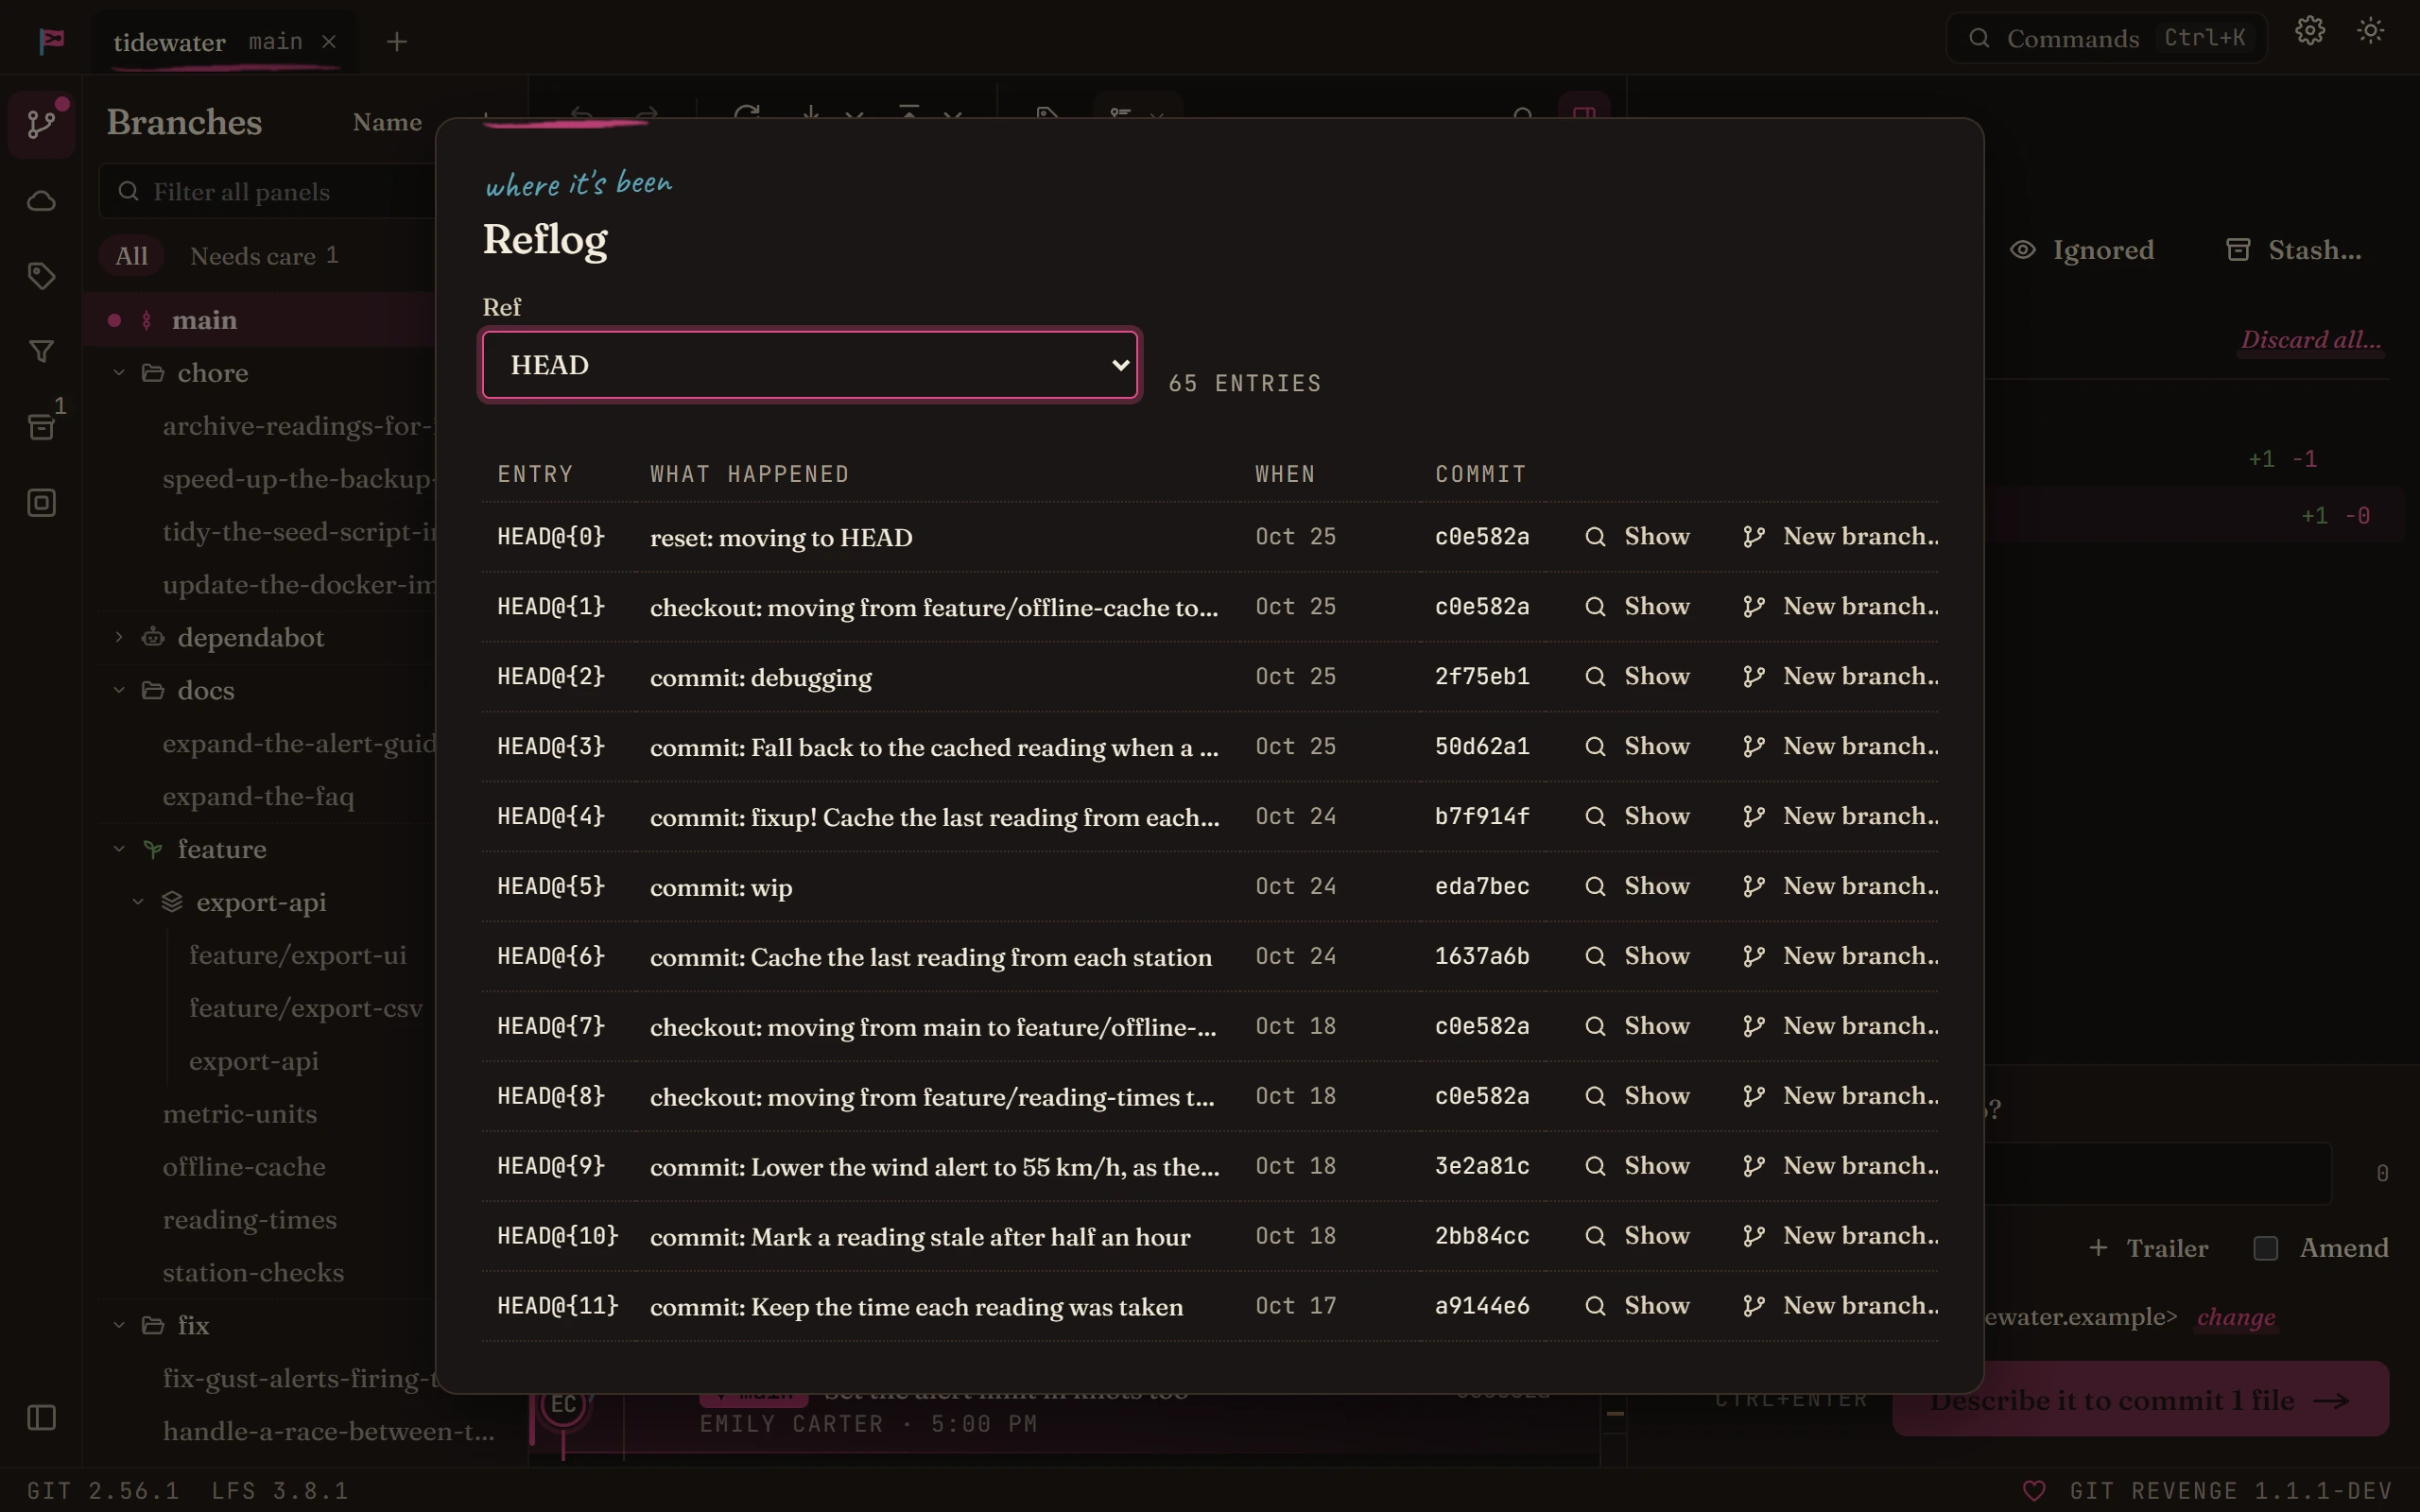 tidewater main
Commands Ctrl+K
Branches Name
Filter all panels
All Needs care 1
main
chore
archive-readings-for-
speed-up-the-backup-
tidy-the-seed-script-i
update-the-docker-im
dependabot
docs
expand-the-alert-guid
expand-the-faq
feature
export-api
feature/export-ui
feature/export-csv
export-api
metric-units
offline-cache
reading-times
station-checks
fix
fix-gust-alerts-firing-t
handle-a-race-between-t...
1
where it's been
Reflog
Ref
HEAD
65 ENTRIES
ENTRY WHAT HAPPENED WHEN COMMIT
HEAD@{0} reset: moving to HEAD Oct 25 c0e582a Show New branch..
HEAD@{1} checkout: moving from feature/offline-cache to... Oct 25 c0e582a Show New branch..
HEAD@{2} commit: debugging Oct 25 2f75eb1 Show New branch..
HEAD@{3} commit: Fall back to the cached reading when a ... Oct 25 50d62a1 Show New branch..
HEAD@{4} commit: fixup! Cache the last reading from each... Oct 24 b7f914f Show New branch..
HEAD@{5} commit: wip Oct 24 eda7bec Show New branch..
HEAD@{6} commit: Cache the last reading from each station Oct 24 1637a6b Show New branch..
HEAD@{7} checkout: moving from main to feature/offline-... Oct 18 c0e582a Show New branch..
HEAD@{8} checkout: moving from feature/reading-times t... Oct 18 c0e582a Show New branch..
HEAD@{9} commit: Lower the wind alert to 55 km/h, as the... Oct 18 3e2a81c Show New branch..
HEAD@{10} commit: Mark a reading stale after half an hour Oct 18 2bb84cc Show New branch..
HEAD@{11} commit: Keep the time each reading was taken Oct 17 a9144e6 Show New branch..
Ignored Stash...
Discard all...
+1 -1
+1 -0
?
0
Trailer Amend
ewater.example> change
CTRL+ENTER Describe it to commit 1 file
main Set the alert limit in knots too
EC EMILY CARTER · 5:00 PM
GIT 2.56.1 LFS 3.8.1
GIT REVENGE 1.1.1-DEV